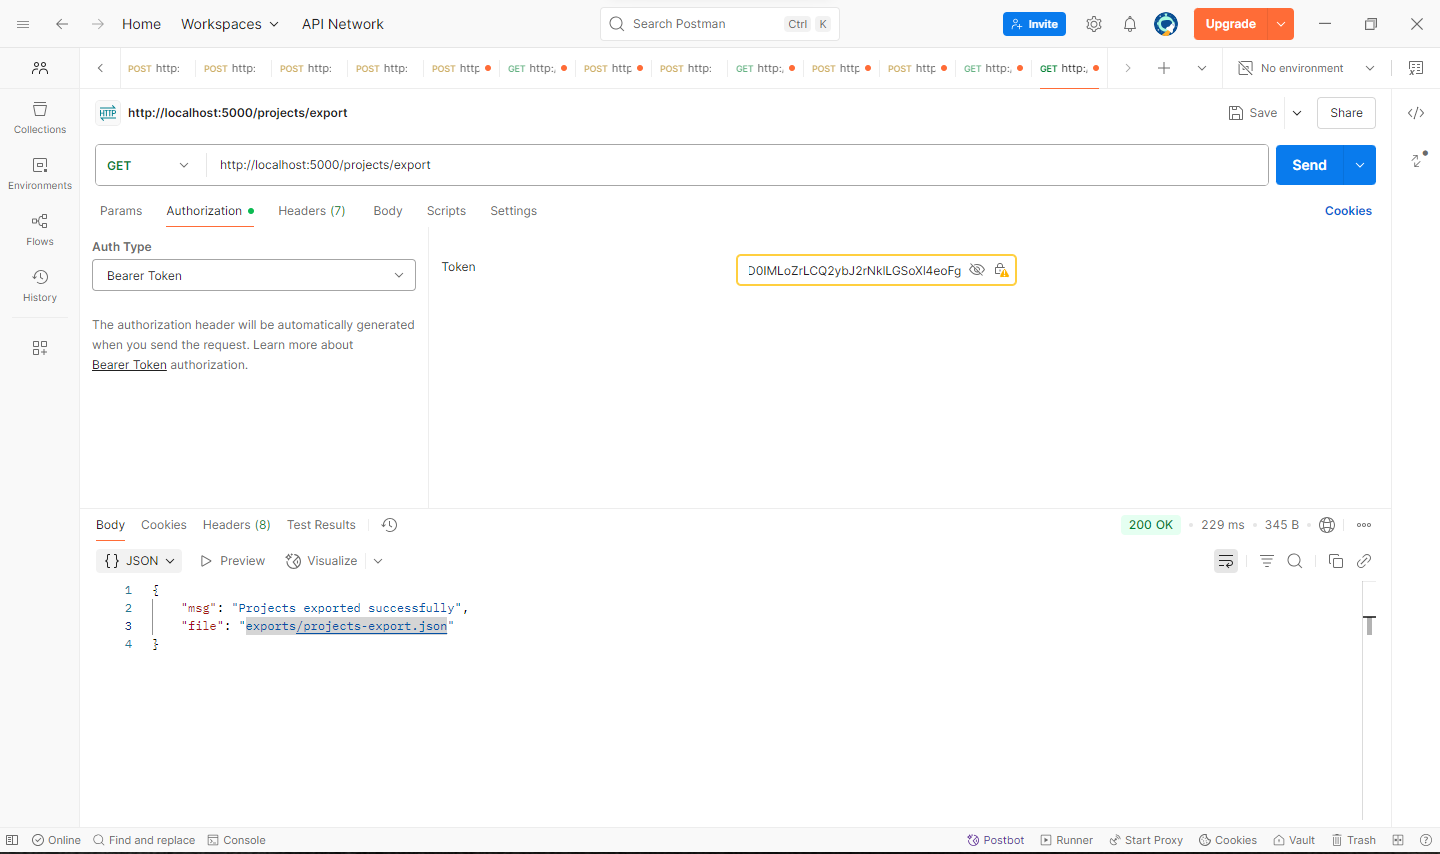 Home Workspaces API Network Search Postman Ctrl K Invite Upgrade
POST http: POST http: POST http: POST http: POST http GET http:, POST http POST http: GET http:, POST http POST http GET http:, GET http:, No environment
HTTP http://localhost:5000/projects/export Save Share
GET http://localhost:5000/projects/export Send
Params Authorization Headers (7) Body Scripts Settings Cookies
Collections
Environments
Flows
History
Auth Type
Bearer Token
The authorization header will be automatically generated
when you send the request. Learn more about
Bearer Token authorization.
Token
Body Cookies Headers (8) Test Results 200 OK 229 ms 345 B
{} JSON Preview Visualize
1 {
2 "msg": "Projects exported successfully",
3 "file": "exports/projects-export.json"
4 }
Online Find and replace Console Postbot Runner Start Proxy Cookies Vault Trash